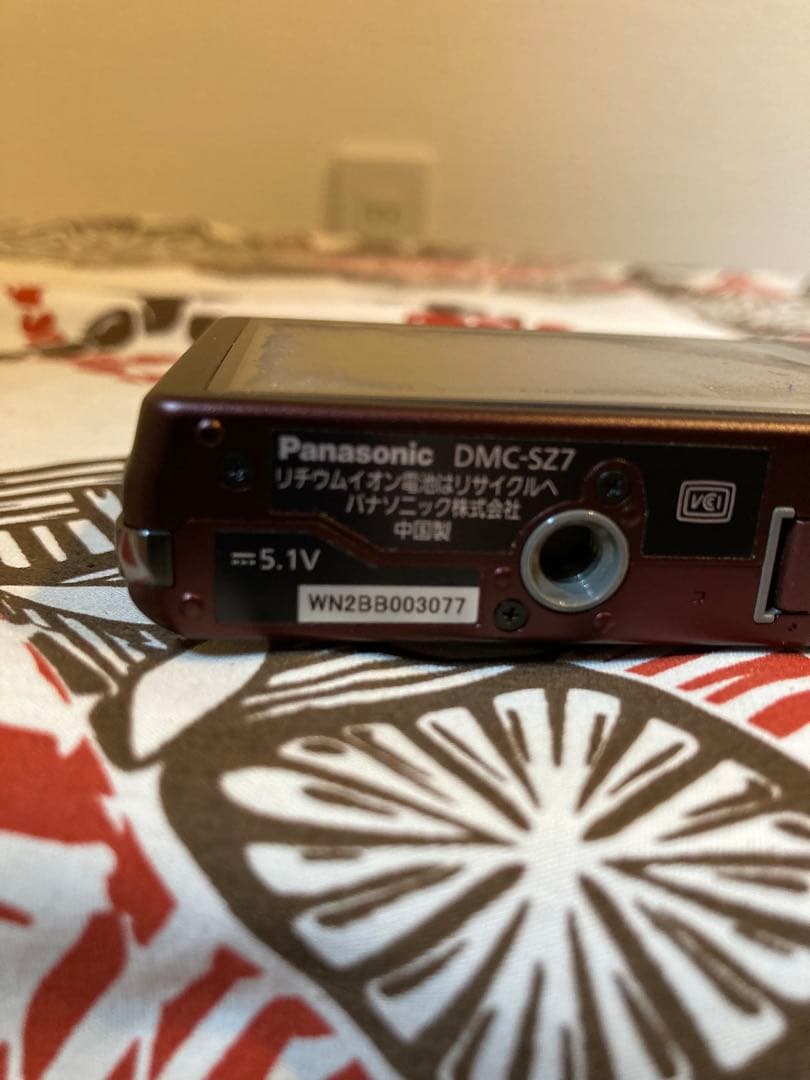 Panasonic DMC-SZ7
リチウムイオン電池はリサイクルへ
パナソニック株式会社
中国製
VCI
⎓5.1V
WN2BB003077